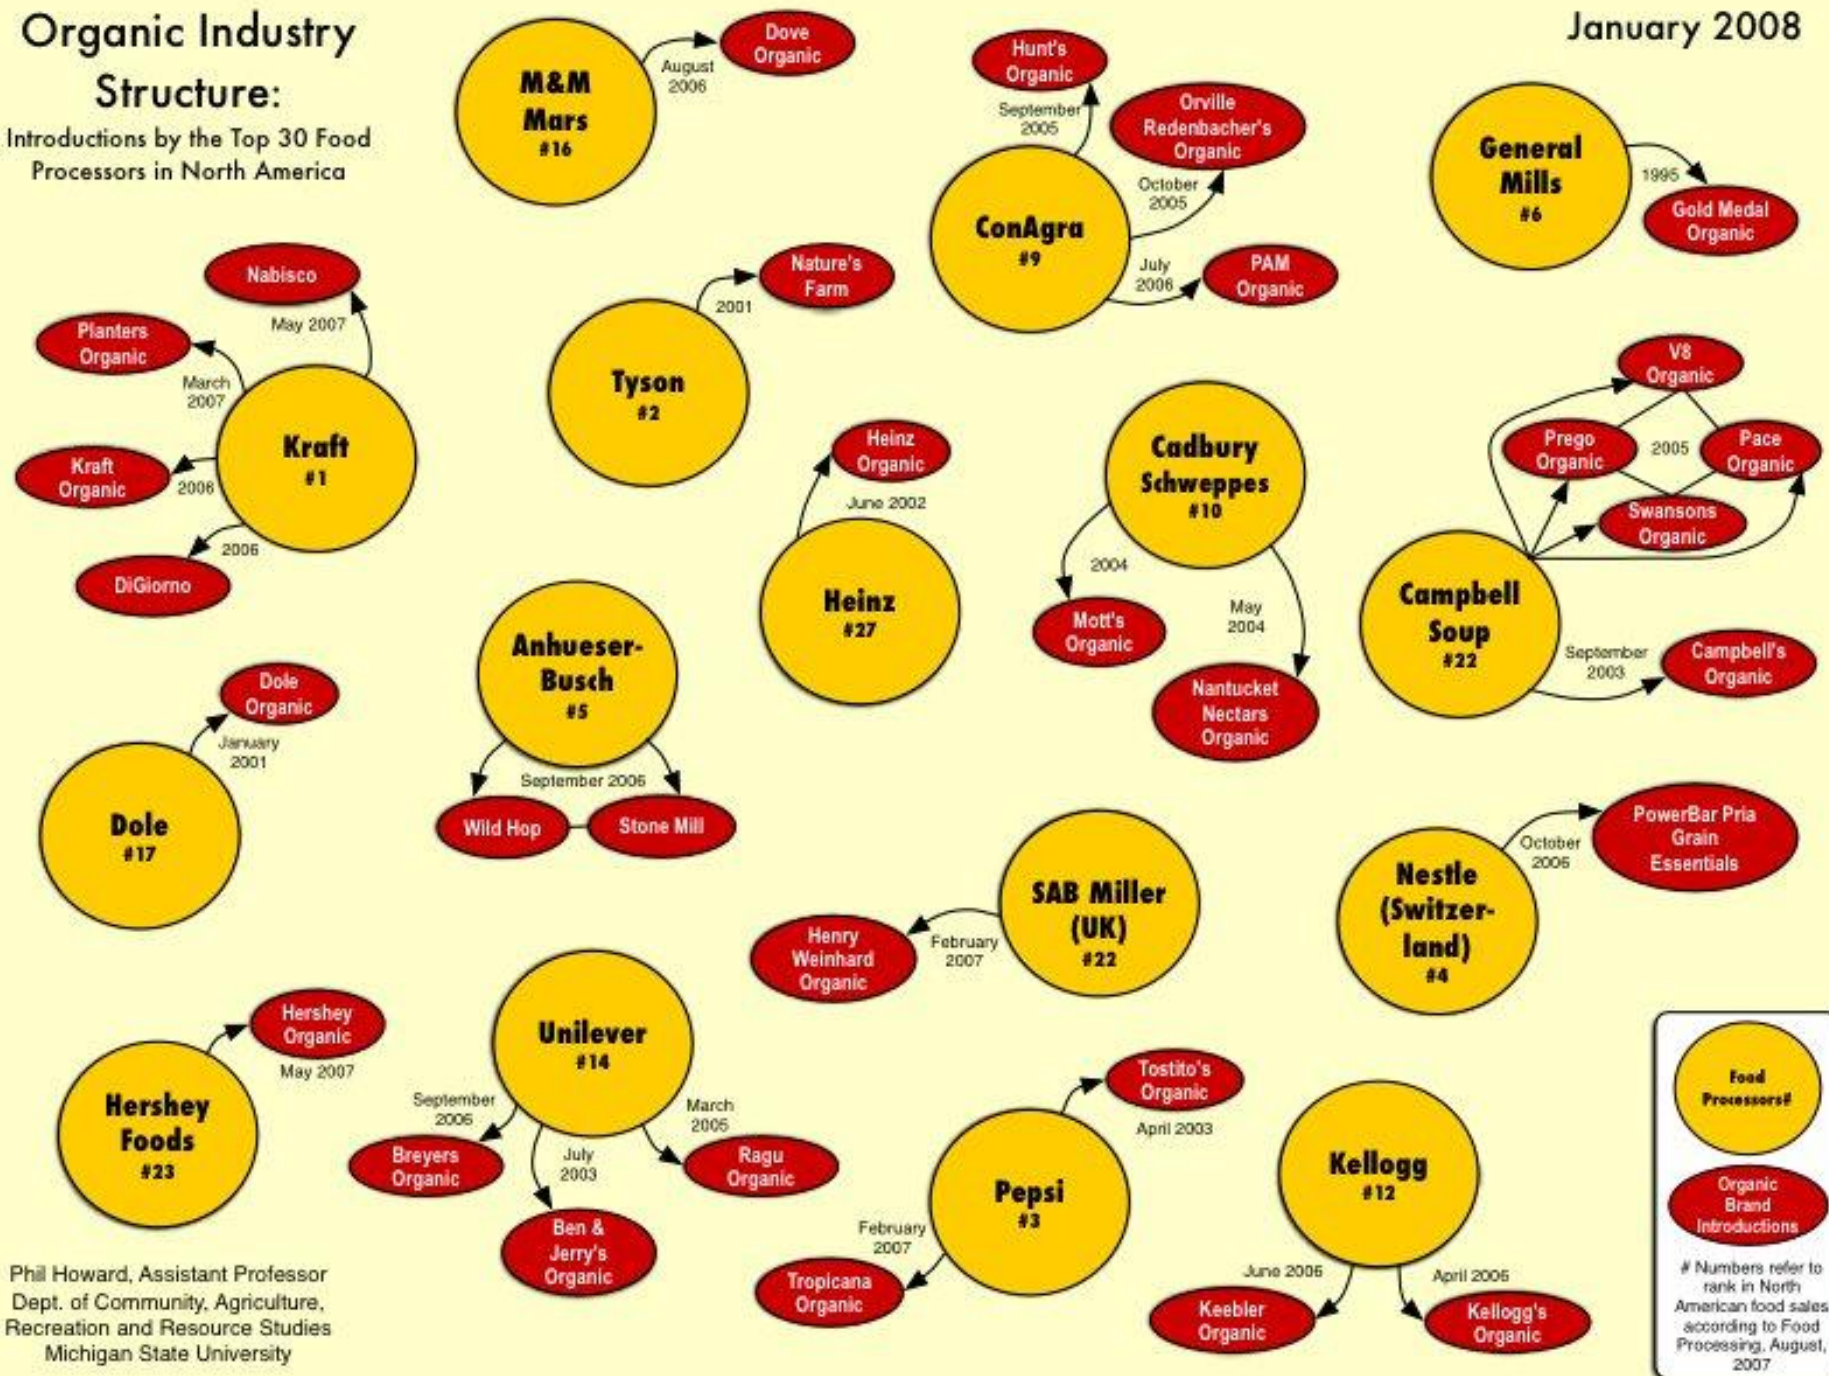 Organic Industry
Structure:
Introductions by the Top 30 Food
Processors in North America
January 2008
M&M
Mars
#16
August
2006
Dove
Organic
ConAgra
#9
September
2005
Hunt's
Organic
October
2005
Orville
Redenbacher's
Organic
July
2006
PAM
Organic
General
Mills
#6
1995
Gold Medal
Organic
Kraft
#1
May 2007
Nabisco
March
2007
Planters
Organic
2006
Kraft
Organic
2006
DiGiorno
Tyson
#2
2001
Nature's
Farm
Heinz
#27
June 2002
Heinz
Organic
Cadbury
Schweppes
#10
2004
Mott's
Organic
May
2004
Nantucket
Nectars
Organic
Campbell
Soup
#22
V8
Organic
Prego
Organic
2005
Pace
Organic
Swansons
Organic
September
2003
Campbell's
Organic
Anhueser-
Busch
#5
September 2006
Wild Hop
Stone Mill
Dole
#17
January
2001
Dole
Organic
SAB Miller
(UK)
#22
February
2007
Henry
Weinhard
Organic
Nestle
(Switzer-
land)
#4
October
2006
PowerBar Pria
Grain
Essentials
Hershey
Foods
#23
Hershey
Organic
May 2007
Unilever
#14
September
2006
Breyers
Organic
July
2003
Ben &
Jerry's
Organic
March
2005
Ragu
Organic
Pepsi
#3
Tostito's
Organic
April 2003
February
2007
Tropicana
Organic
Kellogg
#12
June 2006
Keebler
Organic
April 2006
Kellogg's
Organic
Food
Processors#
Organic
Brand
Introductions
# Numbers refer to
rank in North
American food sales
according to Food
Processing, August,
2007
Phil Howard, Assistant Professor
Dept. of Community, Agriculture,
Recreation and Resource Studies
Michigan State University